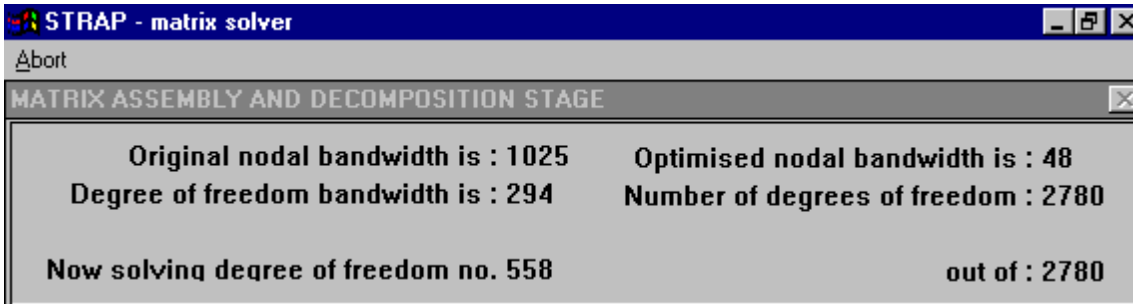 STRAP - matrix solver
Abort
MATRIX ASSEMBLY AND DECOMPOSITION STAGE
Original nodal bandwidth is : 1025 Optimised nodal bandwidth is : 48
Degree of freedom bandwidth is : 294 Number of degrees of freedom : 2780
Now solving degree of freedom no. 558 out of : 2780